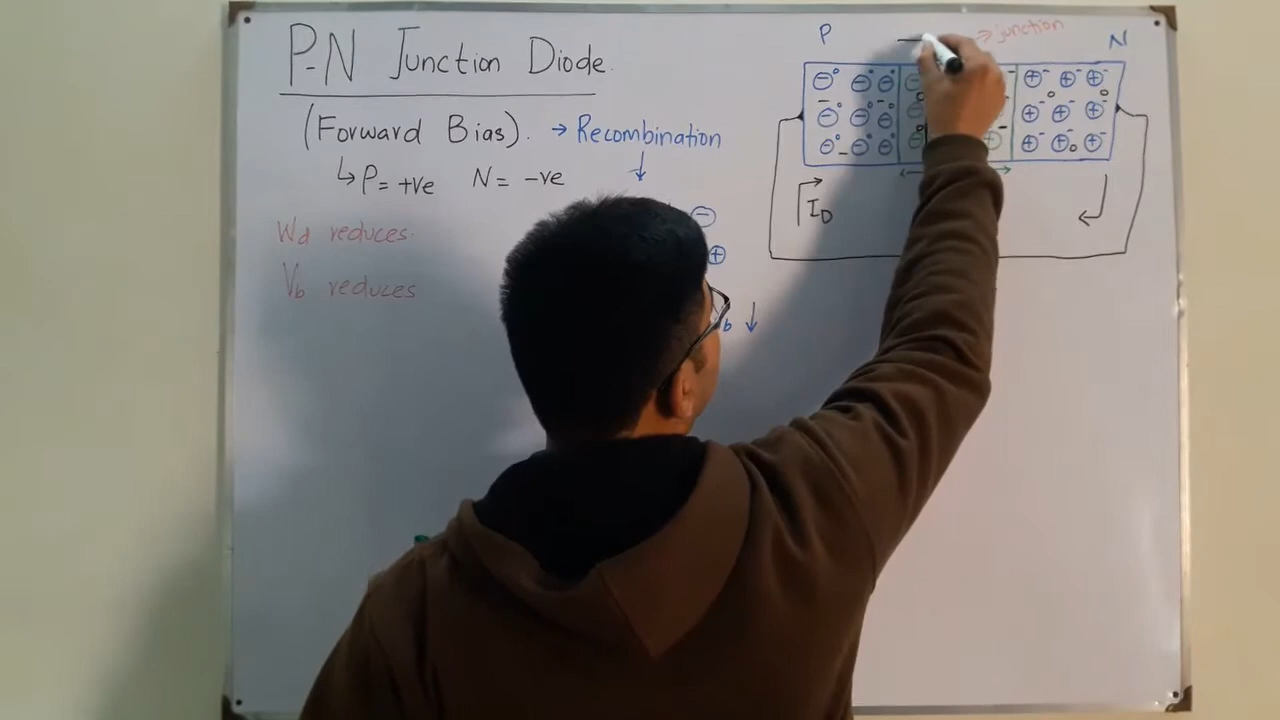 P-N Junction Diode.
(Forward Bias). → Recombination
↳ P = +ve N = -ve
Wd reduces.
Vb reduces
b ↓
P → junction N
ID